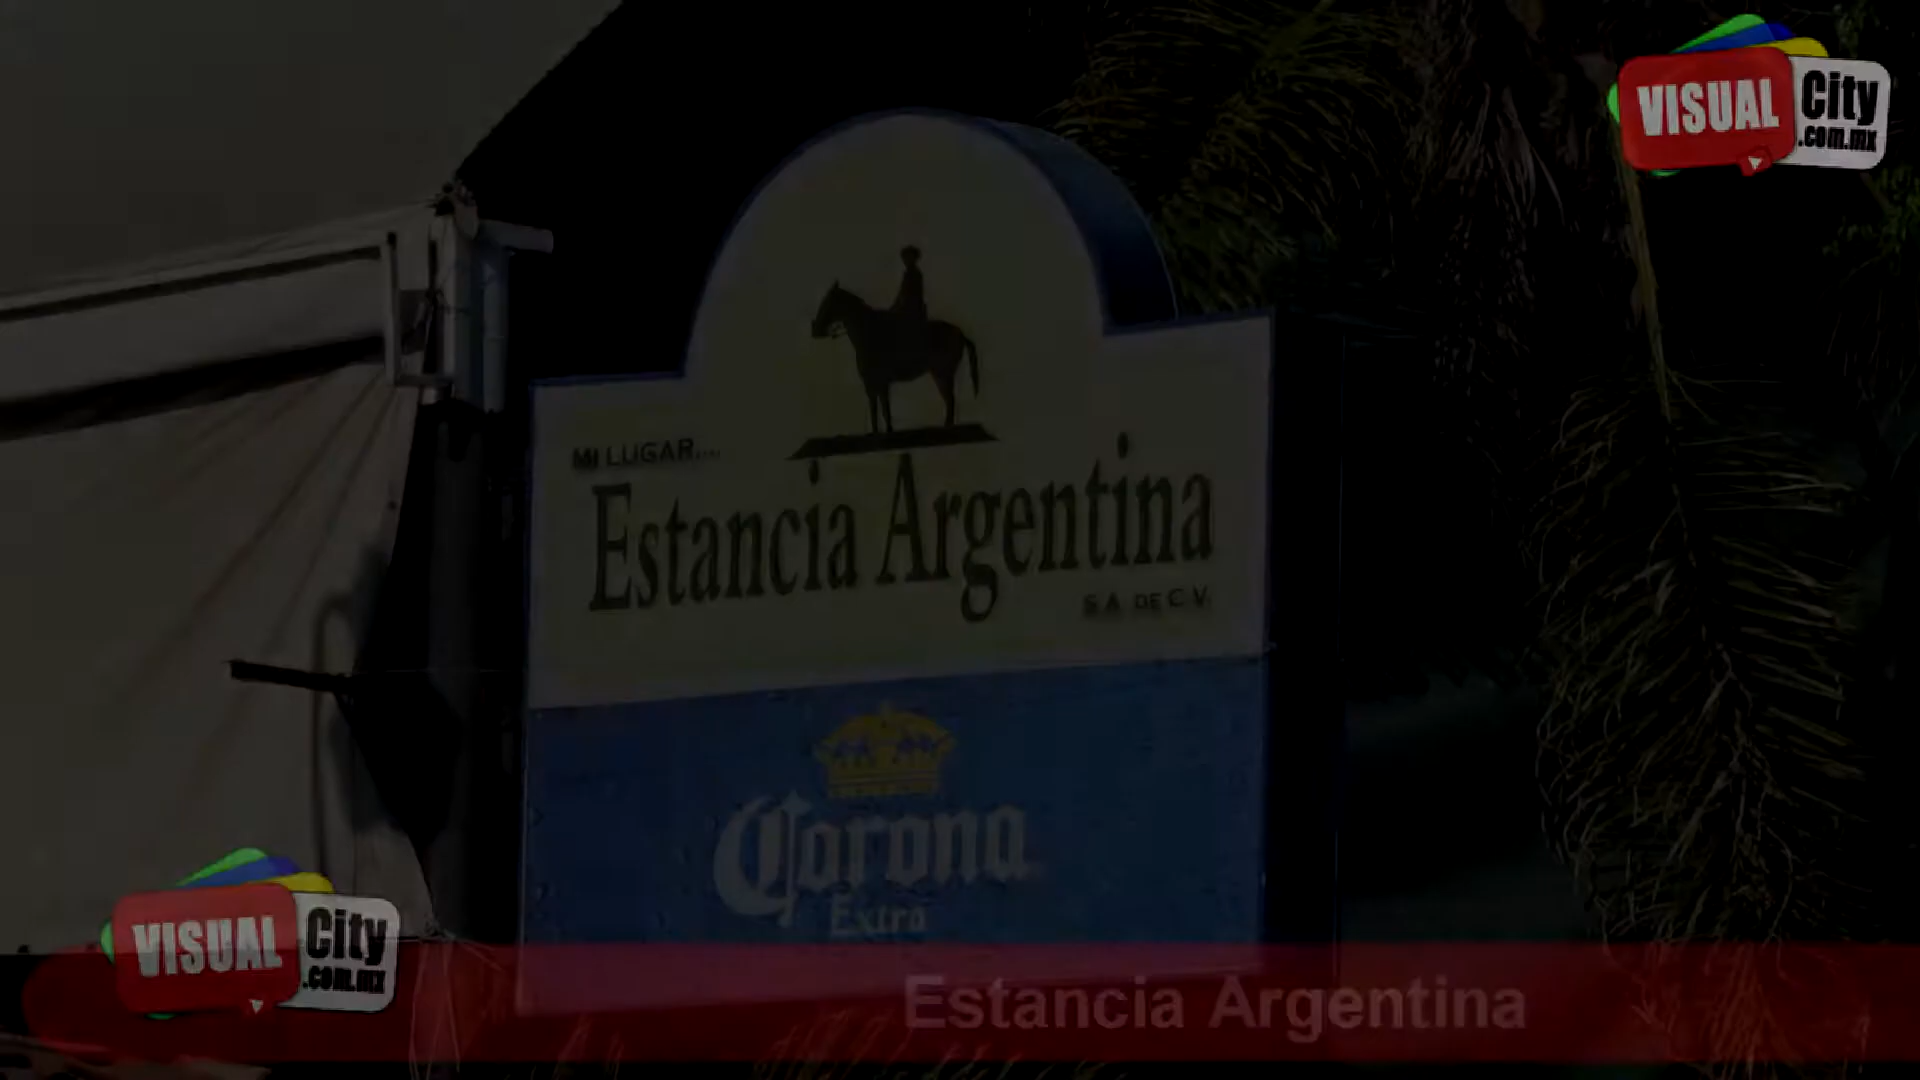 VISUAL City
.com.mx
MI LUGAR....
Estancia Argentina
S.A. DE C.V.
Corona
Extra
VISUAL City
.com.mx
Estancia Argentina